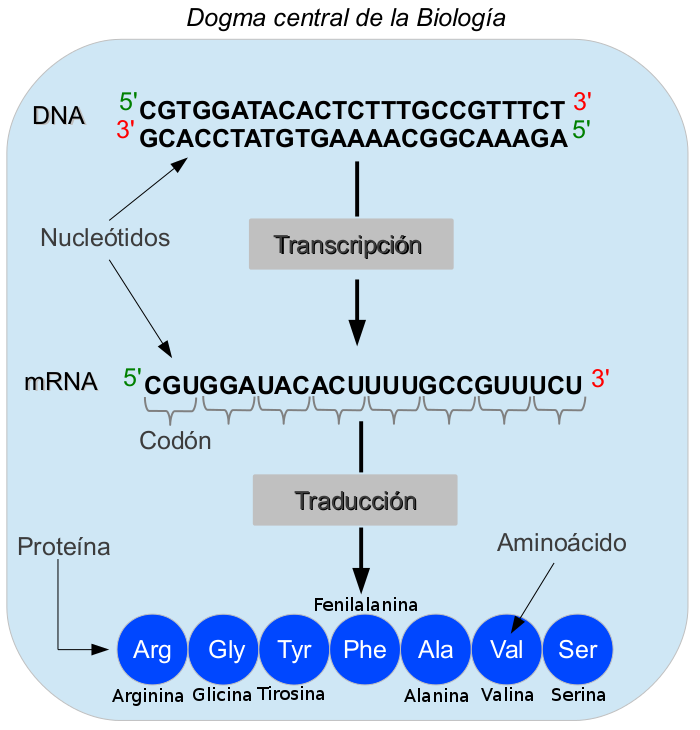 Dogma central de la Biología
DNA
5' CGTGGATACACTCTTTGCCGTTTCT 3'
3' GCACCTATGTGAAAACGGCAAAGA 5'
Nucleótidos
Transcripción
mRNA
5' CGUGGAUACACUUUUGCCGUUUCU 3'
Codón
Traducción
Proteína
Aminoácido
Fenilalanina
Arg Gly Tyr Phe Ala Val Ser
Arginina Glicina Tirosina Alanina Valina Serina